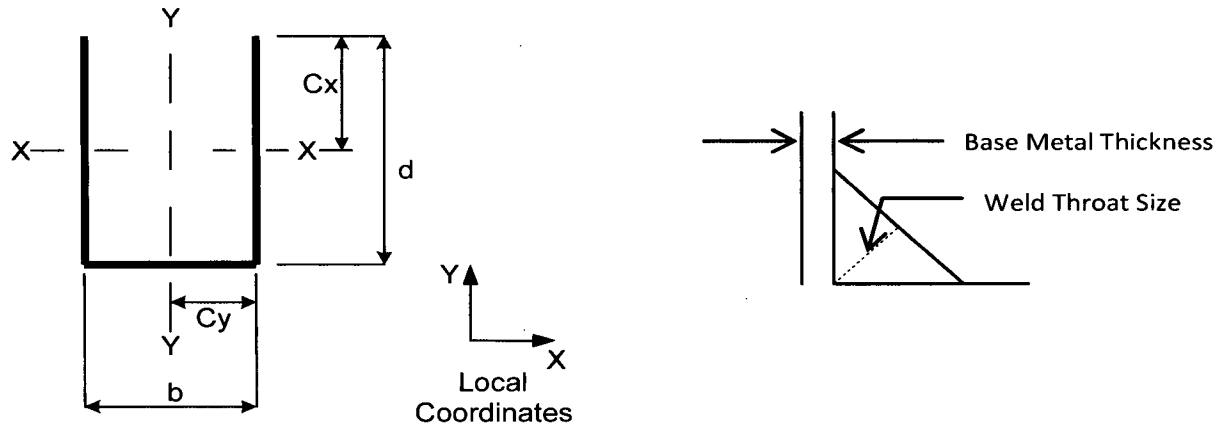 Y
Cx
X
X
d
Cy
Y
b
Y
X
Local
Coordinates
Base Metal Thickness
Weld Throat Size